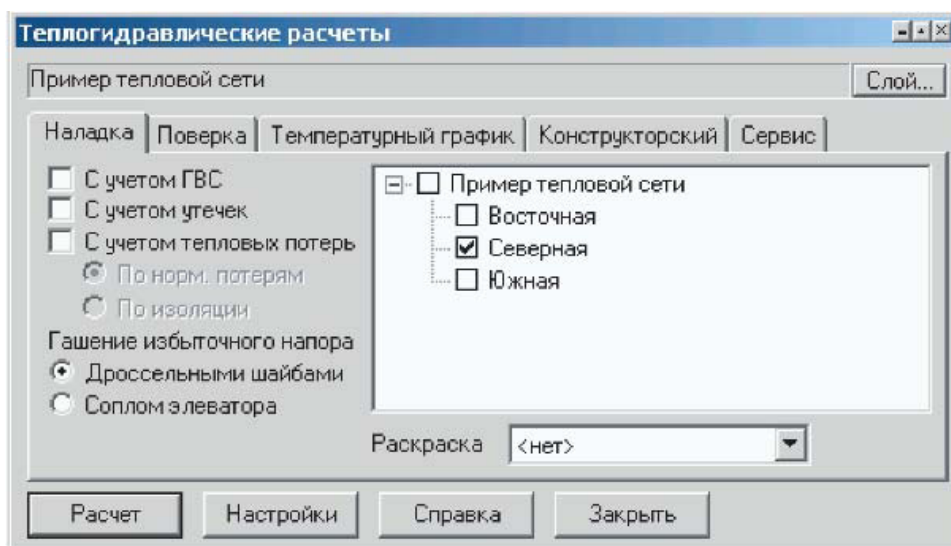 Теплогидравлические расчеты
Пример тепловой сети
Слой...
Наладка Поверка Температурный график Конструкторский Сервис
С учетом ГВС
С учетом утечек
С учетом тепловых потерь
По норм. потерям
По изоляции
Гашение избыточного напора
Дроссельными шайбами
Соплом элеватора
Пример тепловой сети
Восточная
Северная
Южная
Раскраска <нет>
Расчет Настройки Справка Закрыть